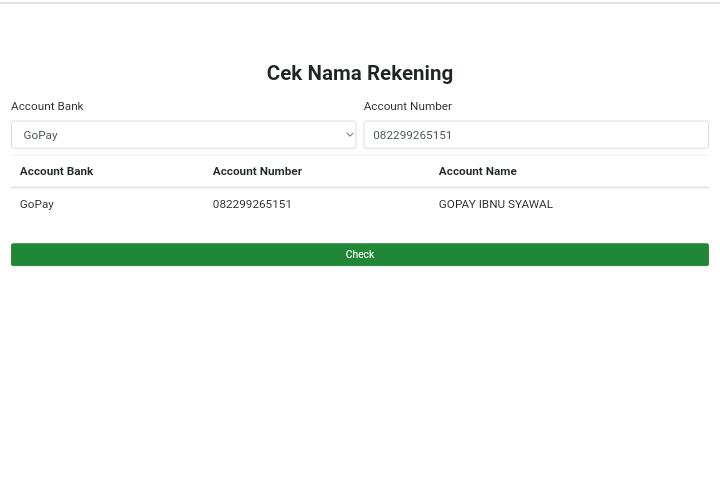 Cek Nama Rekening
Account Bank Account Number
GoPay 082299265151
Account Bank Account Number Account Name
GoPay 082299265151 GOPAY IBNU SYAWAL
Check